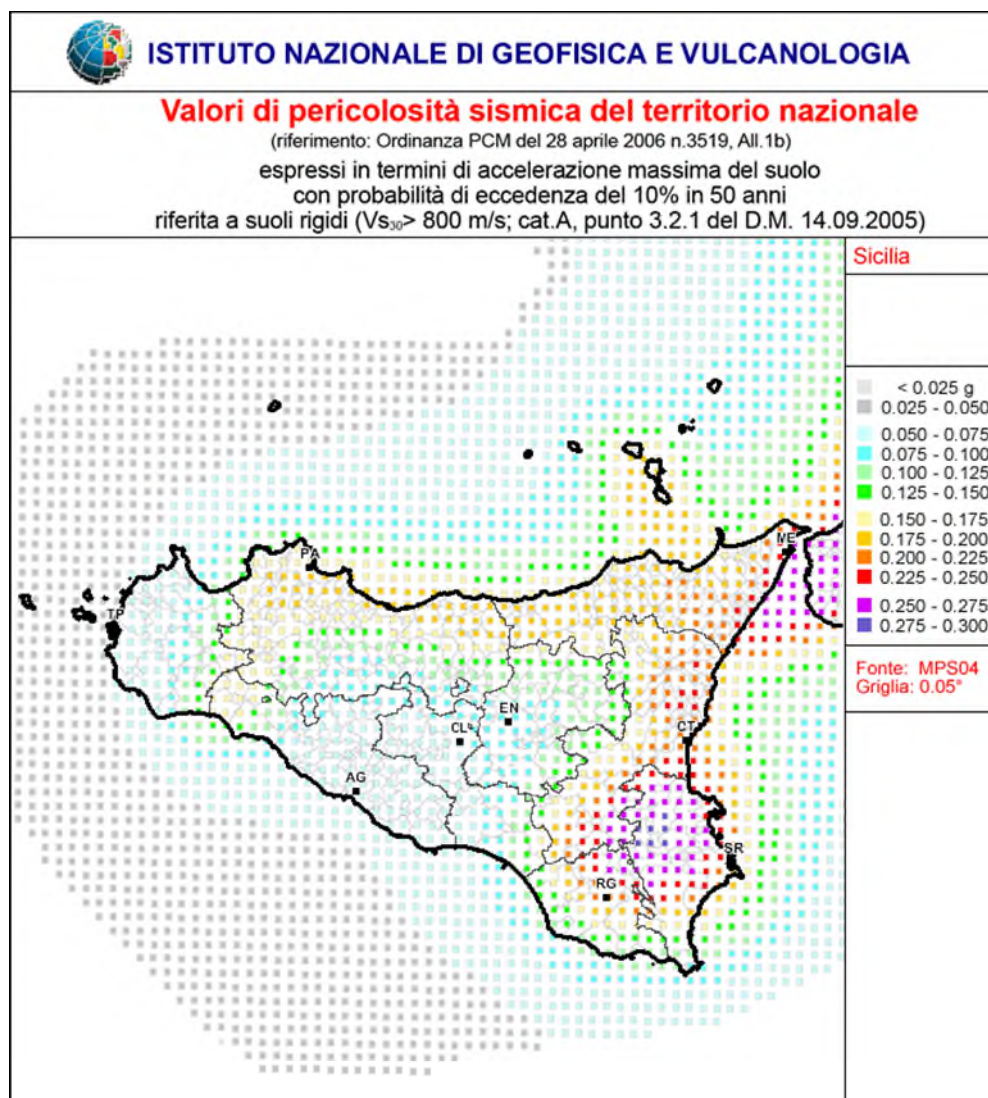 ISTITUTO NAZIONALE DI GEOFISICA E VULCANOLOGIA
Valori di pericolosità sismica del territorio nazionale
(riferimento: Ordinanza PCM del 28 aprile 2006 n.3519, All.1b)
espressi in termini di accelerazione massima del suolo
con probabilità di eccedenza del 10% in 50 anni
riferita a suoli rigidi (Vs30> 800 m/s; cat.A, punto 3.2.1 del D.M. 14.09.2005)
Sicilia
< 0.025 g
0.025 - 0.050
0.050 - 0.075
0.075 - 0.100
0.100 - 0.125
0.125 - 0.150
0.150 - 0.175
0.175 - 0.200
0.200 - 0.225
0.225 - 0.250
0.250 - 0.275
0.275 - 0.300
Fonte: MPS04
Griglia: 0.05°
ME
PA
TP
EN
CL
CT
AG
SR
RG